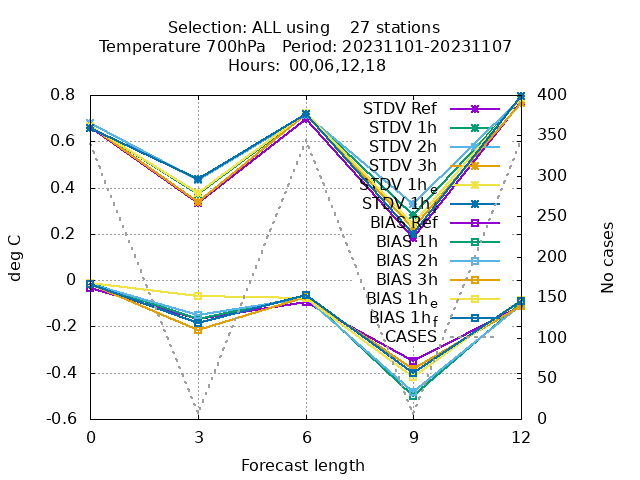 Selection: ALL using 27 stations
Temperature 700hPa Period: 20231101-20231107
Hours: 00,06,12,18
0.8
0.6
0.4
0.2
0
-0.2
-0.4
-0.6
deg C
400
350
300
250
200
150
100
50
0
No cases
STDV Ref
STDV 1h
STDV 2h
STDV 3h
STDV 1he
STDV 1hf
BIAS Ref
BIAS 1h
BIAS 2h
BIAS 3h
BIAS 1he
BIAS 1hf
CASES
0 3 6 9 12
Forecast length